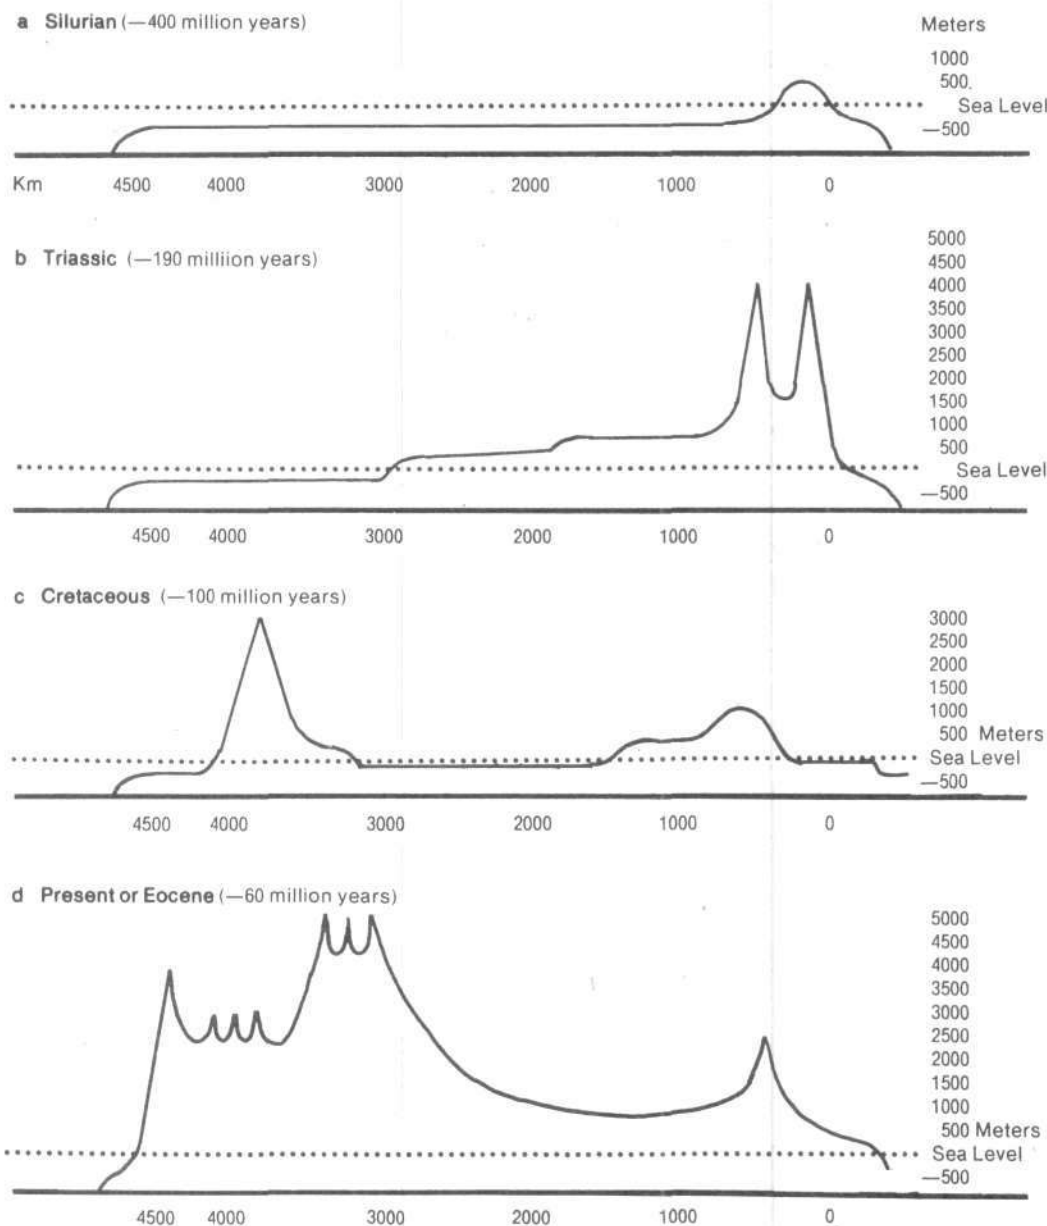 a Silurian (—400 million years)
Meters
1000
500
Sea Level
—500
Km 4500 4000 3000 2000 1000 0
b Triassic (—190 milliion years)
5000
4500
4000
3500
3000
2500
2000
1500
1000
500
Sea Level
—500
4500 4000 3000 2000 1000 0
c Cretaceous (—100 million years)
3000
2500
2000
1500
1000
500 Meters
Sea Level
—500
4500 4000 3000 2000 1000 0
d Present or Eocene (—60 million years)
5000
4500
4000
3500
3000
2500
2000
1500
1000
500 Meters
Sea Level
—500
4500 4000 3000 2000 1000 0